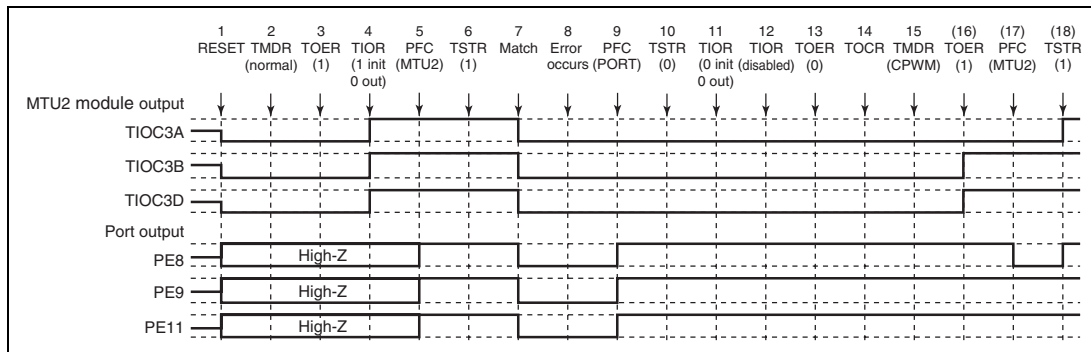 1 2 3 4 5 6 7 8 9 10 11 12 13 14 15 (16) (17) (18)
RESET TMDR TOER TIOR PFC TSTR Match Error PFC TSTR TIOR TIOR TOER TOCR TMDR TOER PFC TSTR
(normal) (1) (1 init (MTU2) (1) occurs (PORT) (0) (0 init (disabled) (0) (CPWM) (1) (MTU2) (1)
0 out) 0 out)
MTU2 module output
TIOC3A
TIOC3B
TIOC3D
Port output
PE8 High-Z
PE9 High-Z
PE11 High-Z